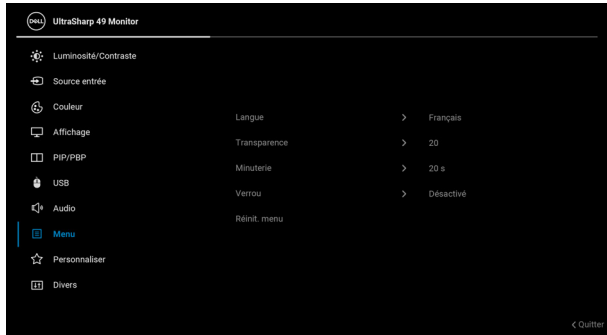 DELL UltraSharp 49 Monitor
Luminosité/Contraste
Source entrée
Couleur
Affichage
PIP/PBP
USB
Audio
Menu
Personnaliser
Divers
Langue > Français
Transparence > 20
Minuterie > 20 s
Verrou > Désactivé
Réinit. menu
< Quitter